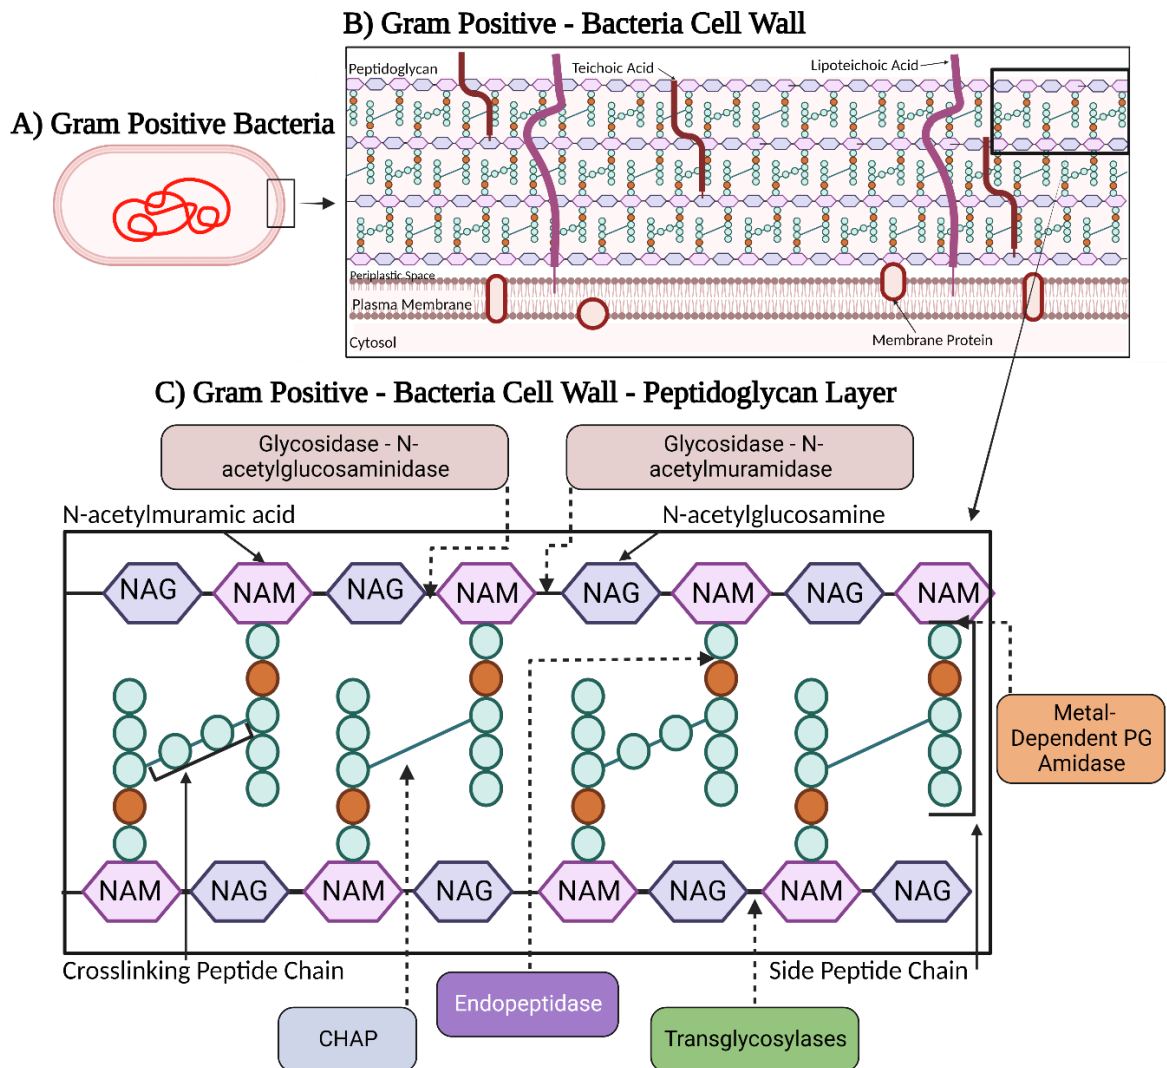 B) Gram Positive - Bacteria Cell Wall
A) Gram Positive Bacteria
Peptidoglycan
Teichoic Acid
Lipoteichoic Acid
Periplastic Space
Plasma Membrane
Cytosol
Membrane Protein
C) Gram Positive - Bacteria Cell Wall - Peptidoglycan Layer
Glycosidase - N-
acetylglucosaminidase
Glycosidase - N-
acetylmuramidase
N-acetylmuramic acid
N-acetylglucosamine
NAG NAM NAG NAM NAG NAM NAG NAM
Metal-
Dependent PG
Amidase
NAM NAG NAM NAG NAM NAG NAM NAG
Crosslinking Peptide Chain
Side Peptide Chain
Endopeptidase
CHAP
Transglycosylases